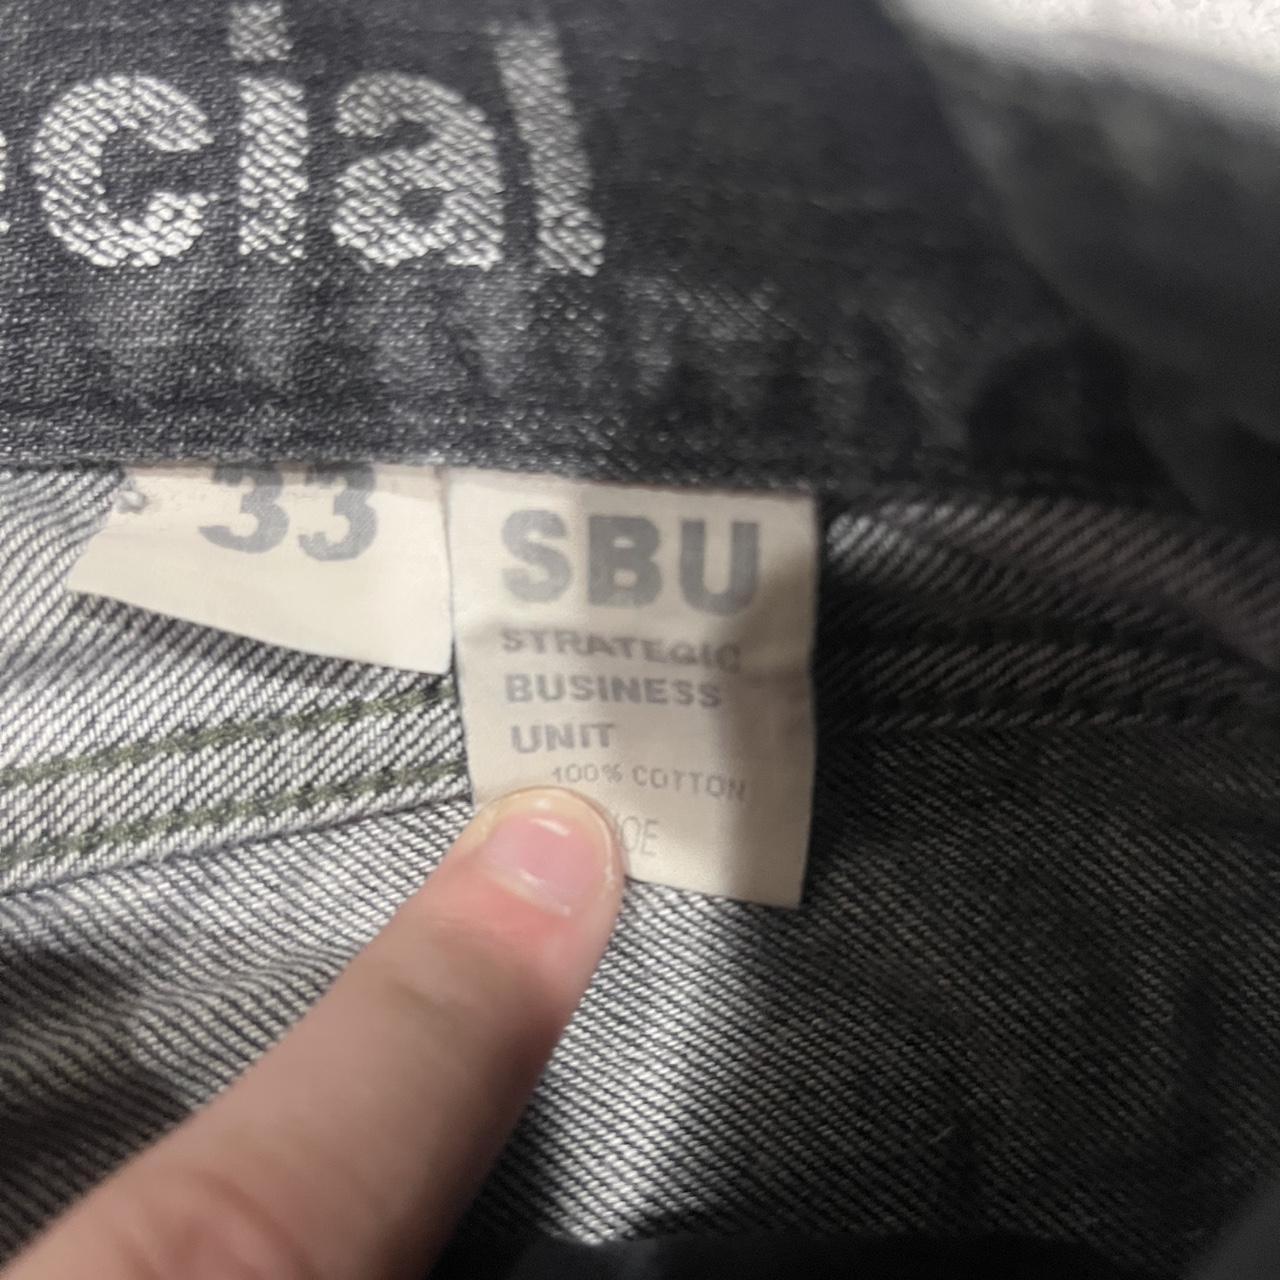 cial
33
SBU
STRATEGIC
BUSINESS
UNIT
100% COTTON